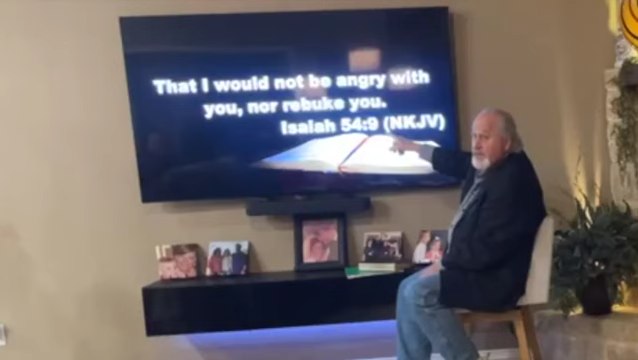 That I would not be angry with
you, nor rebuke you.
Isaiah 54:9 (NKJV)